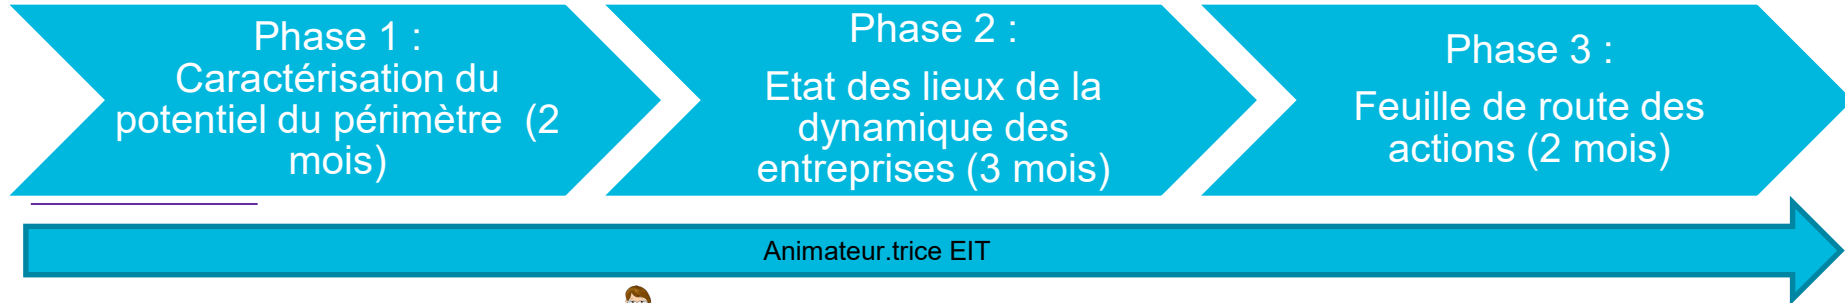 Phase 1 :
Caractérisation du
potentiel du périmètre  (2
mois)
Phase 2 :
Etat des lieux de la
dynamique des
entreprises (3 mois)
Phase 3 :
Feuille de route des
actions (2 mois)
Animateur.trice EIT